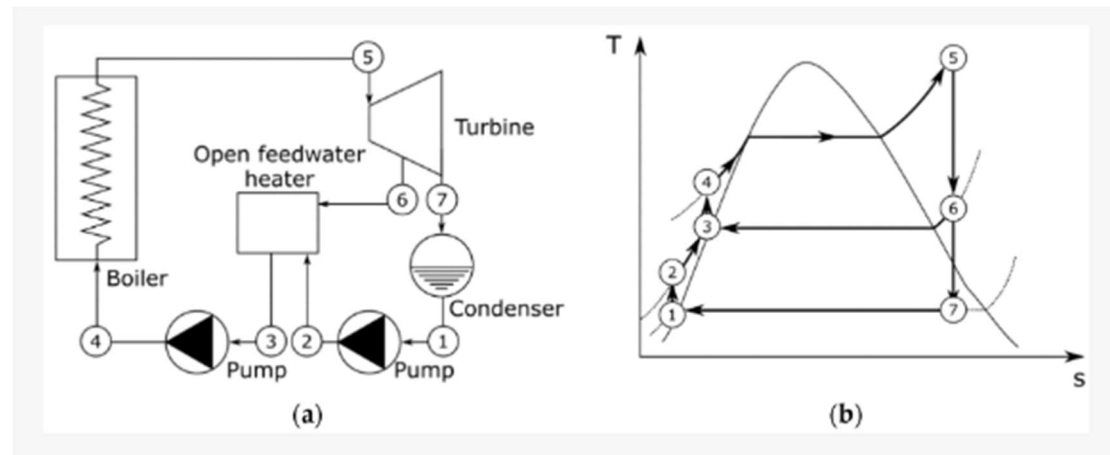 5
Turbine
Open feedwater
heater
6
7
Boiler
Condenser
4
3
2
1
Pump
Pump
(a)
T
5
4
6
3
2
1
7
s
(b)